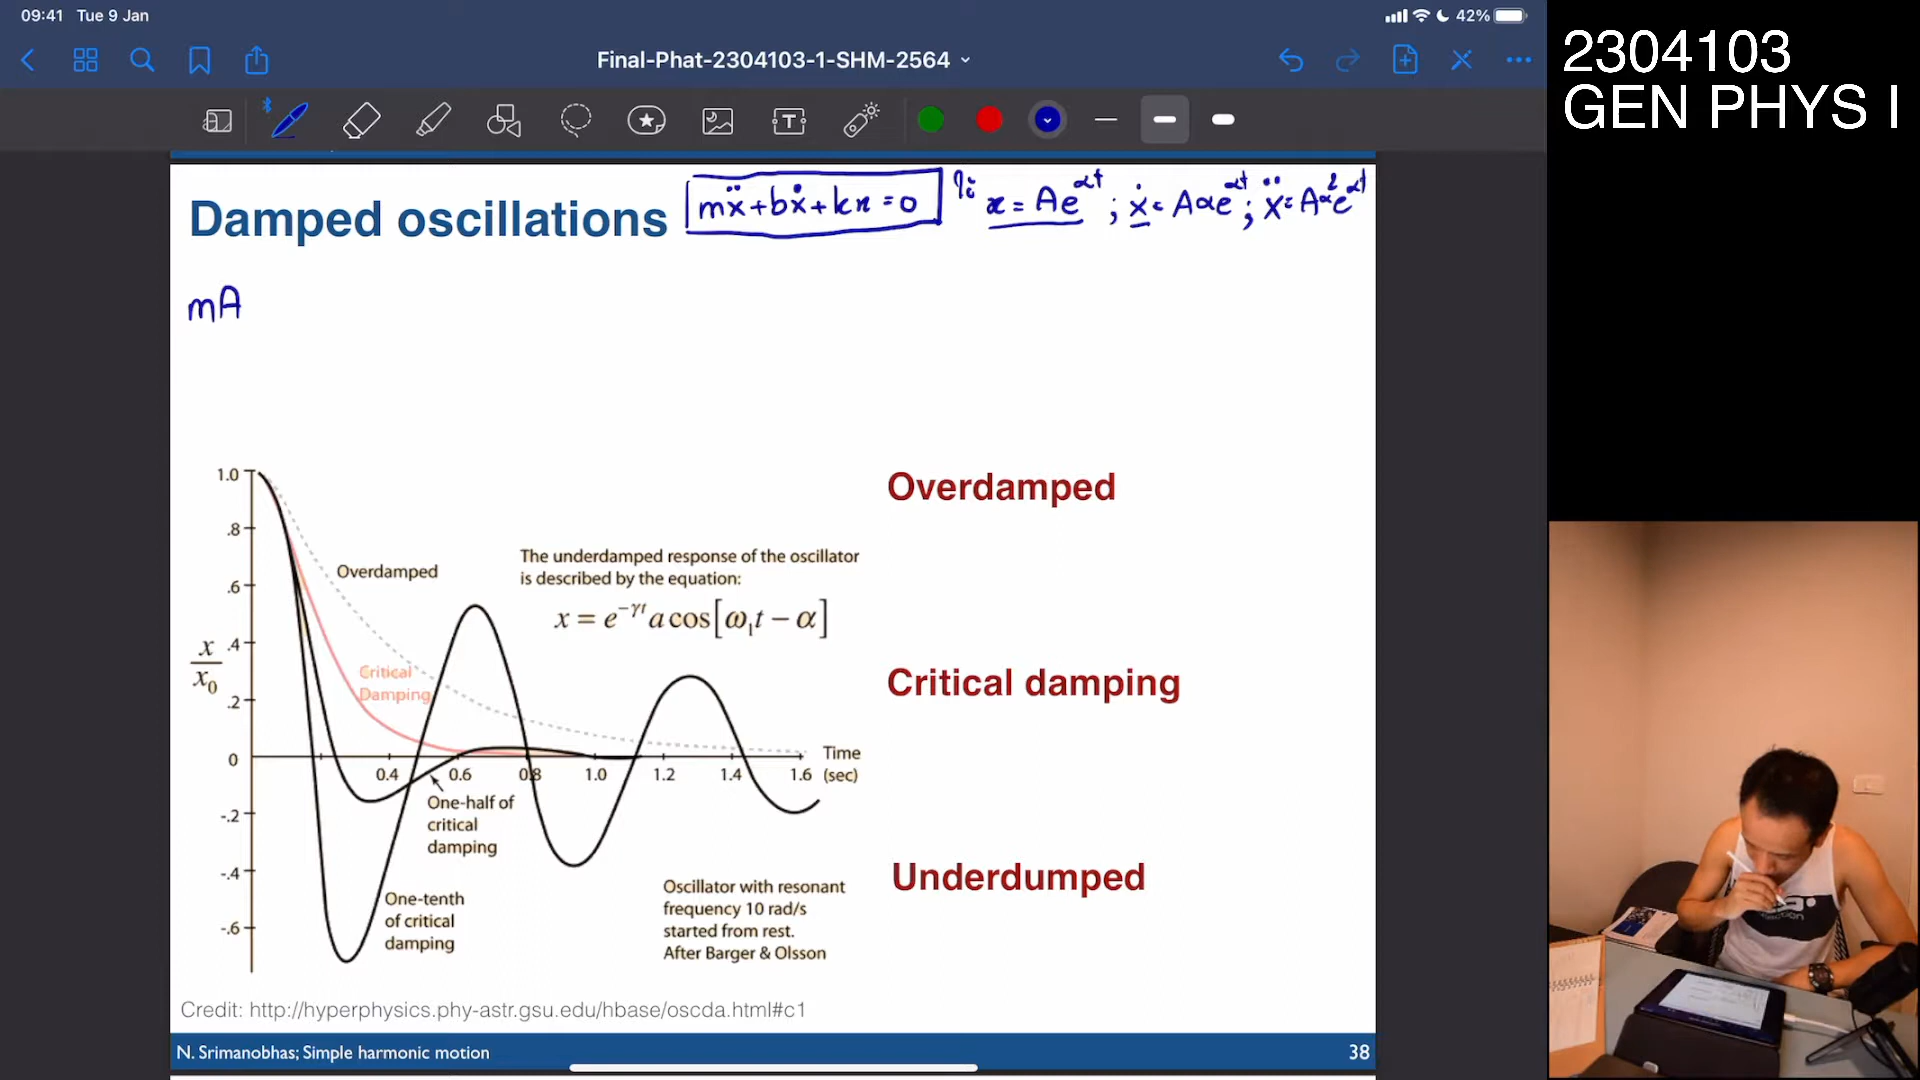 09:41 Tue 9 Jan
42%
Final-Phat-2304103-1-SHM-2564
2304103
GEN PHYS I
Damped oscillations
mẍ+bẋ+kx=0
ให้ x = Ae^αt ; ẋ = Aαe^αt ; ẍ = Aα²e^αt
mA
1.0
.8
.6
.4
.2
0
-.2
-.4
-.6
x/x₀
Overdamped
The underdamped response of the oscillator
is described by the equation:
x = e^−γt a cos[ω₁t − α]
Critical
Damping
0.4 0.6 0.8 1.0 1.2 1.4 1.6
Time
(sec)
One-half of
critical
damping
One-tenth
of critical
damping
Oscillator with resonant
frequency 10 rad/s
started from rest.
After Barger & Olsson
Overdamped
Critical damping
Underdumped
Credit: http://hyperphysics.phy-astr.gsu.edu/hbase/oscda.html#c1
N. Srimanobhas; Simple harmonic motion
38